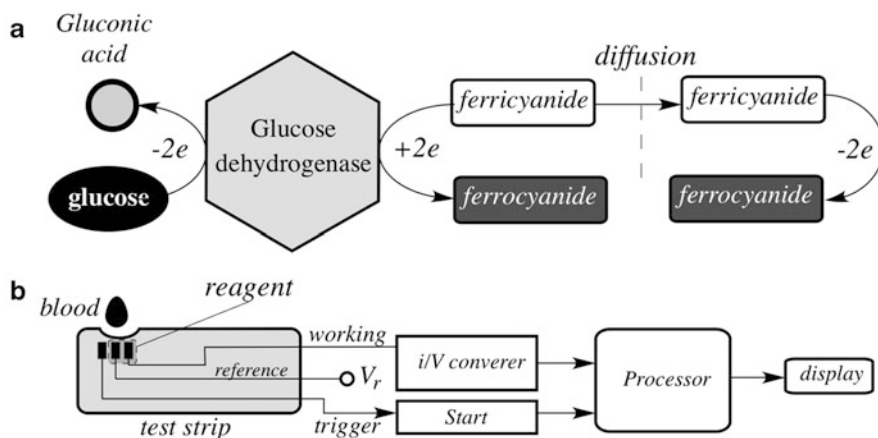 a
Gluconic
acid
diffusion
ferricyanide
ferricyanide
Glucose
dehydrogenase
-2e
+2e
-2e
glucose
ferrocyanide
ferrocyanide
b
blood
reagent
working
i/V converer
reference
Vr
Processor
display
test strip
trigger
Start